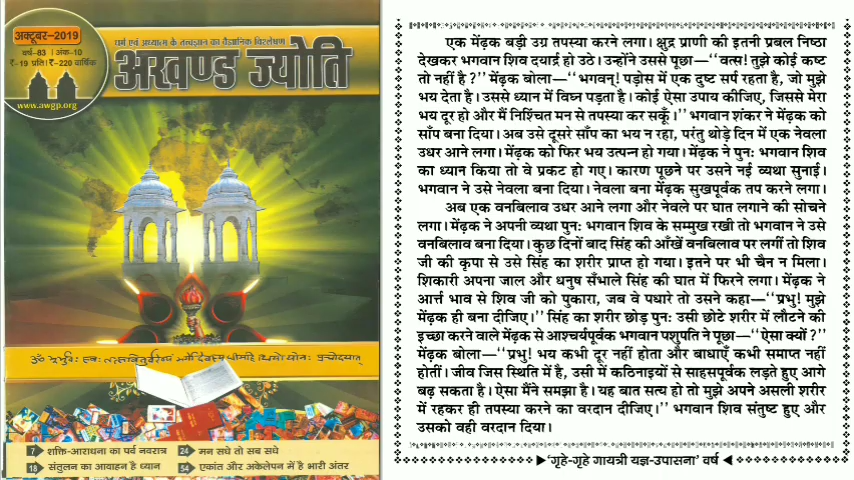 अक्टूबर-2019
वर्ष-83 | अंक-10
₹-19 प्रति | ₹-220 वार्षिक
www.awgp.org
धर्म एवं अध्यात्म के तत्वज्ञान का वैज्ञानिक विश्लेषण
अखण्ड ज्योति
7 शक्ति-आराधना का पर्व नवरात्र
24 मन सधे तो सब सधे
18 संतुलन का आवाहन है ध्यान
54 एकांत और अकेलेपन में है भारी अंतर
एक मेंढ़क बड़ी उग्र तपस्या करने लगा। क्षुद्र प्राणी की इतनी प्रबल निष्ठा
देखकर भगवान शिव दयार्द्र हो उठे। उन्होंने उससे पूछा—‘‘वत्स! तुझे कोई कष्ट
तो नहीं है?’’ मेंढ़क बोला—‘‘भगवन्! पड़ोस में एक दुष्ट सर्प रहता है, जो मुझे
भय देता है। उससे ध्यान में विघ्न पड़ता है। कोई ऐसा उपाय कीजिए, जिससे मेरा
भय दूर हो और मैं निश्चिंत मन से तपस्या कर सकूँ।’’ भगवान शंकर ने मेंढ़क को
साँप बना दिया। अब उसे दूसरे साँप का भय न रहा, परंतु थोड़े दिन में एक नेवला
उधर आने लगा। मेंढ़क को फिर भय उत्पन्न हो गया। मेंढ़क ने पुनः भगवान शिव
का ध्यान किया तो वे प्रकट हो गए। कारण पूछने पर उसने नई व्यथा सुनाई।
भगवान ने उसे नेवला बना दिया। नेवला बना मेंढ़क सुखपूर्वक तप करने लगा।
अब एक वनबिलाव उधर आने लगा और नेवले पर घात लगाने की सोचने
लगा। मेंढ़क ने अपनी व्यथा पुनः भगवान शिव के सम्मुख रखी तो भगवान ने उसे
वनबिलाव बना दिया। कुछ दिनों बाद सिंह की आँखें वनबिलाव पर लगीं तो शिव
जी की कृपा से उसे सिंह का शरीर प्राप्त हो गया। इतने पर भी चैन न मिला।
शिकारी अपना जाल और धनुष सँभाले सिंह की घात में फिरने लगा। मेंढ़क ने
आर्त्त भाव से शिव जी को पुकारा, जब वे पधारे तो उसने कहा—‘‘प्रभु! मुझे
मेंढ़क ही बना दीजिए।’’ सिंह का शरीर छोड़ पुनः उसी छोटे शरीर में लौटने की
इच्छा करने वाले मेंढ़क से आश्चर्यपूर्वक भगवान पशुपति ने पूछा—‘‘ऐसा क्यों?’’
मेंढ़क बोला—‘‘प्रभु! भय कभी दूर नहीं होता और बाधाएँ कभी समाप्त नहीं
होतीं। जीव जिस स्थिति में है, उसी में कठिनाइयों से साहसपूर्वक लड़ते हुए आगे
बढ़ सकता है। ऐसा मैंने समझा है। यह बात सत्य हो तो मुझे अपने असली शरीर
में रहकर ही तपस्या करने का वरदान दीजिए।’’ भगवान शिव संतुष्ट हुए और
उसको वही वरदान दिया।
▶‘गृहे-गृहे गायत्री यज्ञ-उपासना’ वर्ष◀